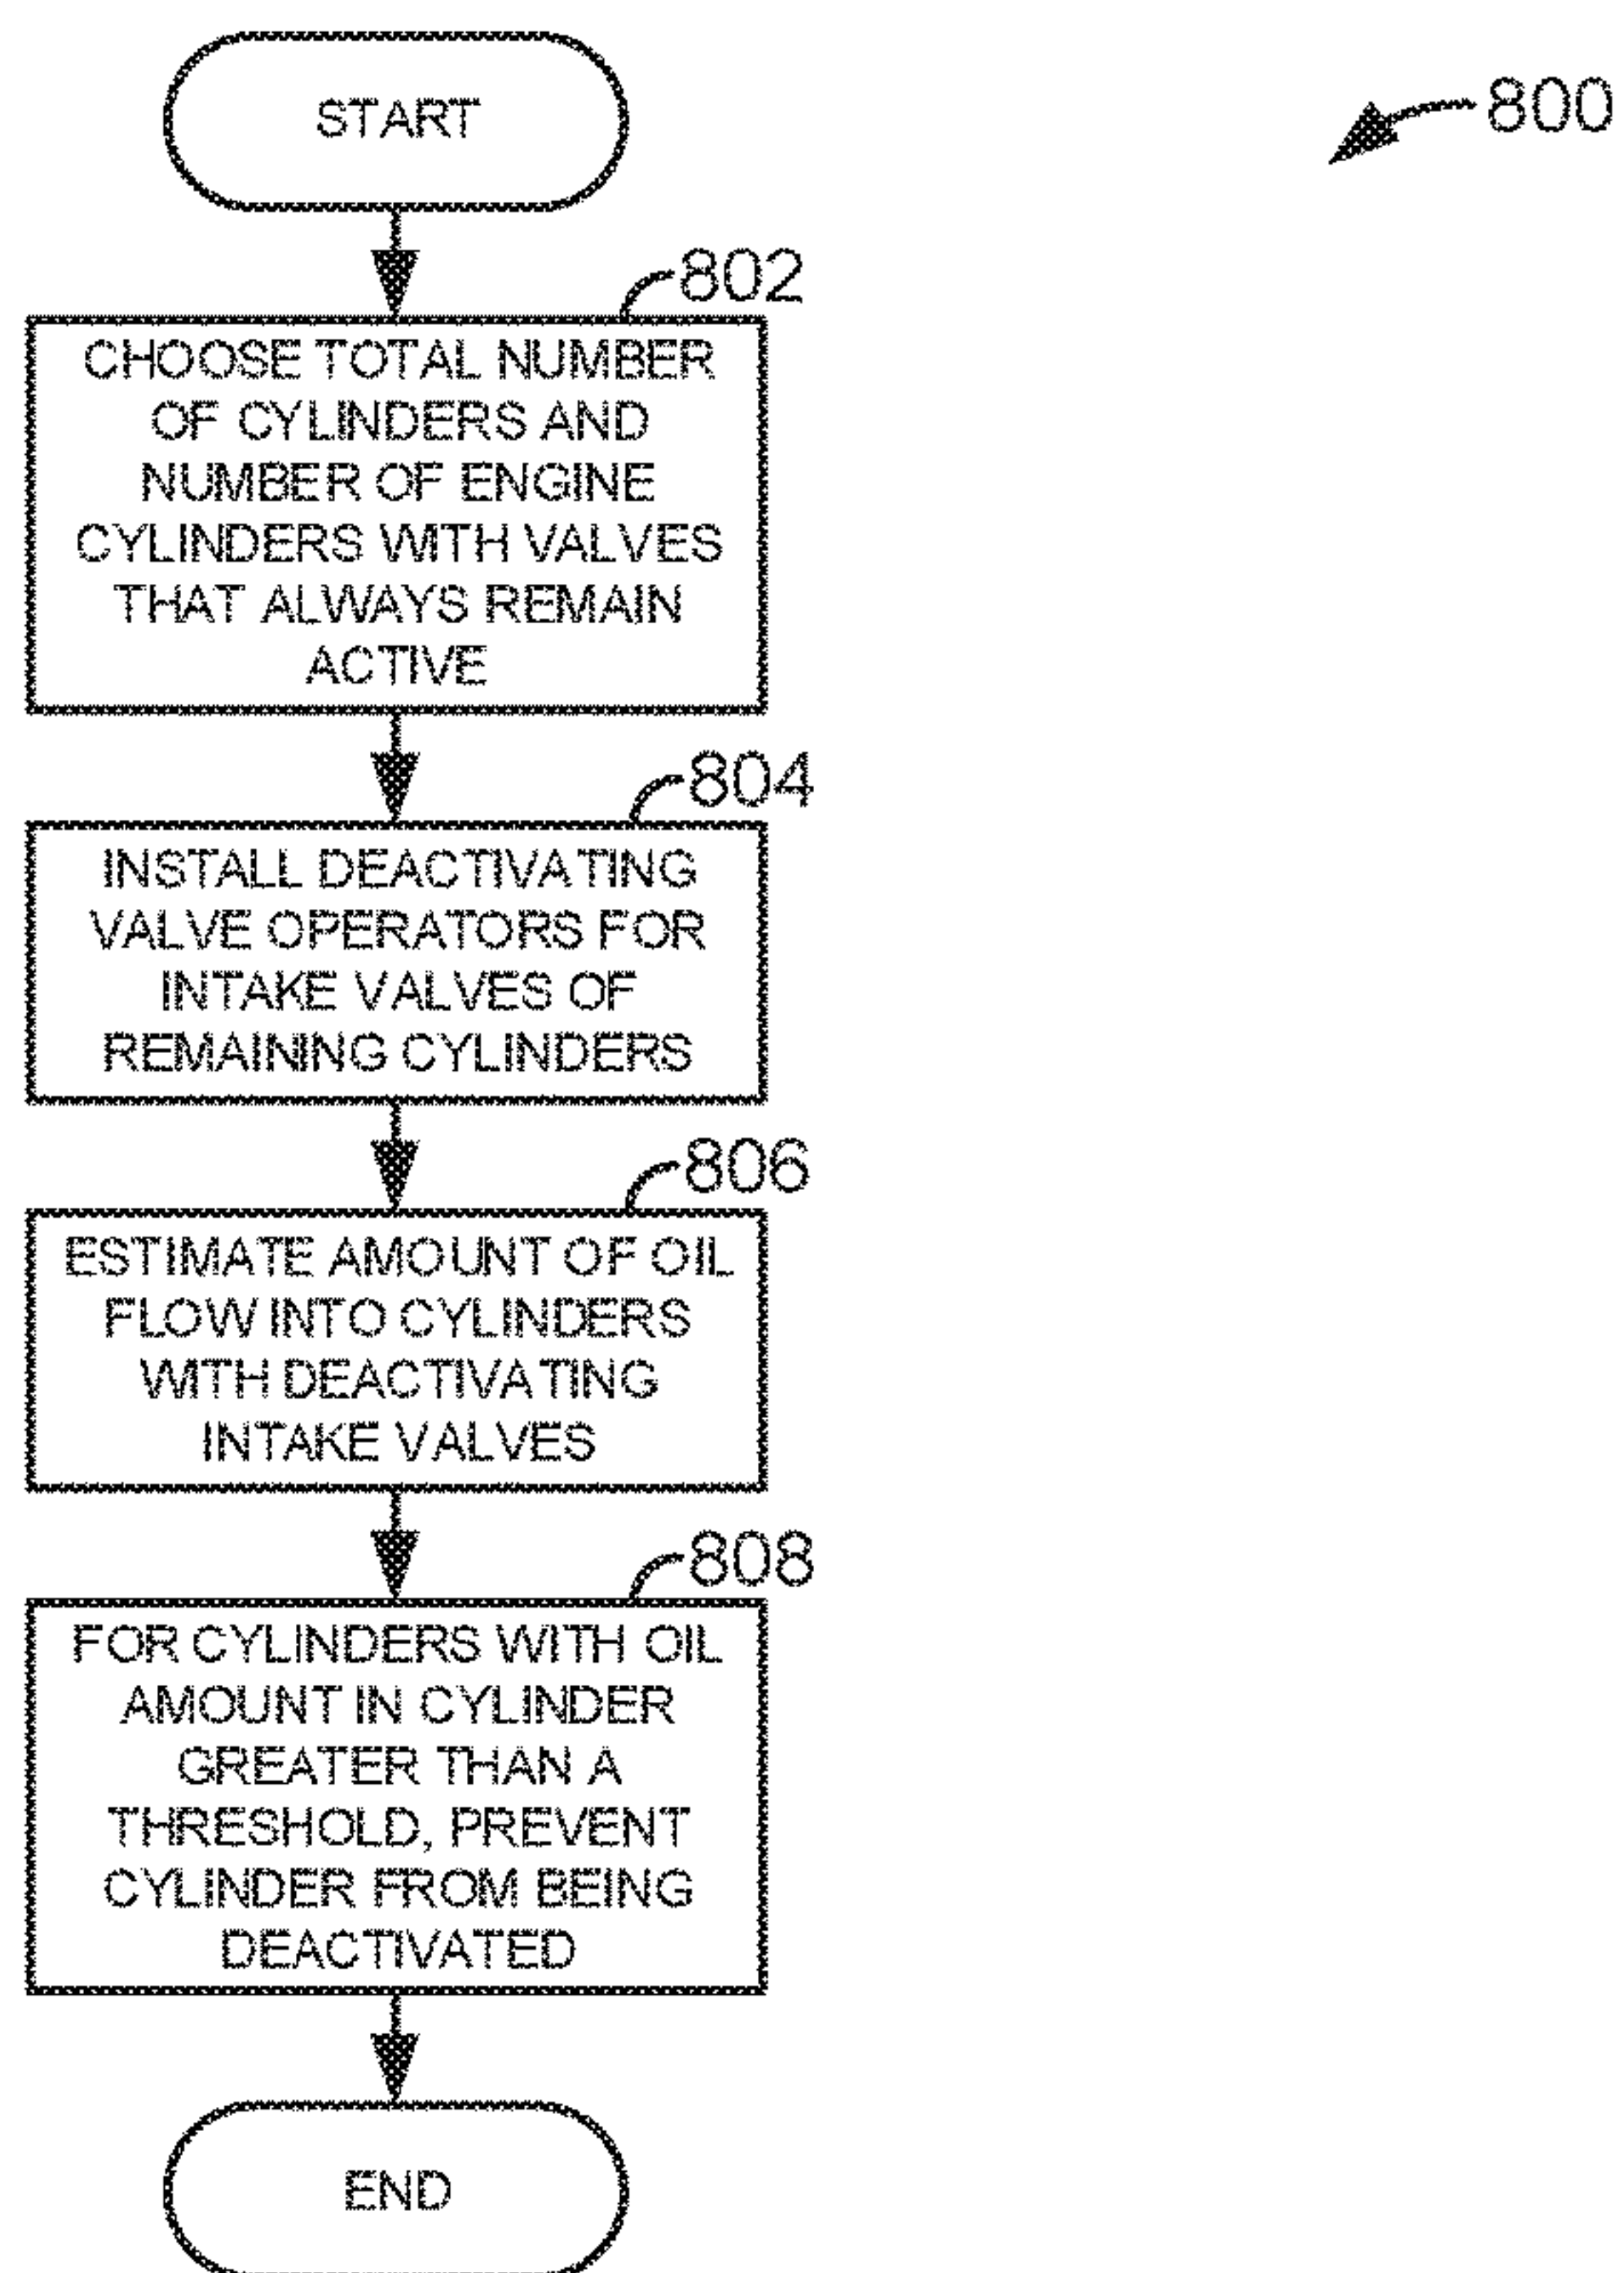 START
800
802
CHOOSE TOTAL NUMBER
OF CYLINDERS AND
NUMBER OF ENGINE
CYLINDERS WITH VALVES
THAT ALWAYS REMAIN
ACTIVE
804
INSTALL DEACTIVATING
VALVE OPERATORS FOR
INTAKE VALVES OF
REMAINING CYLINDERS
806
ESTIMATE AMOUNT OF OIL
FLOW INTO CYLINDERS
WITH DEACTIVATING
INTAKE VALVES
808
FOR CYLINDERS WITH OIL
AMOUNT IN CYLINDER
GREATER THAN A
THRESHOLD, PREVENT
CYLINDER FROM BEING
DEACTIVATED
END